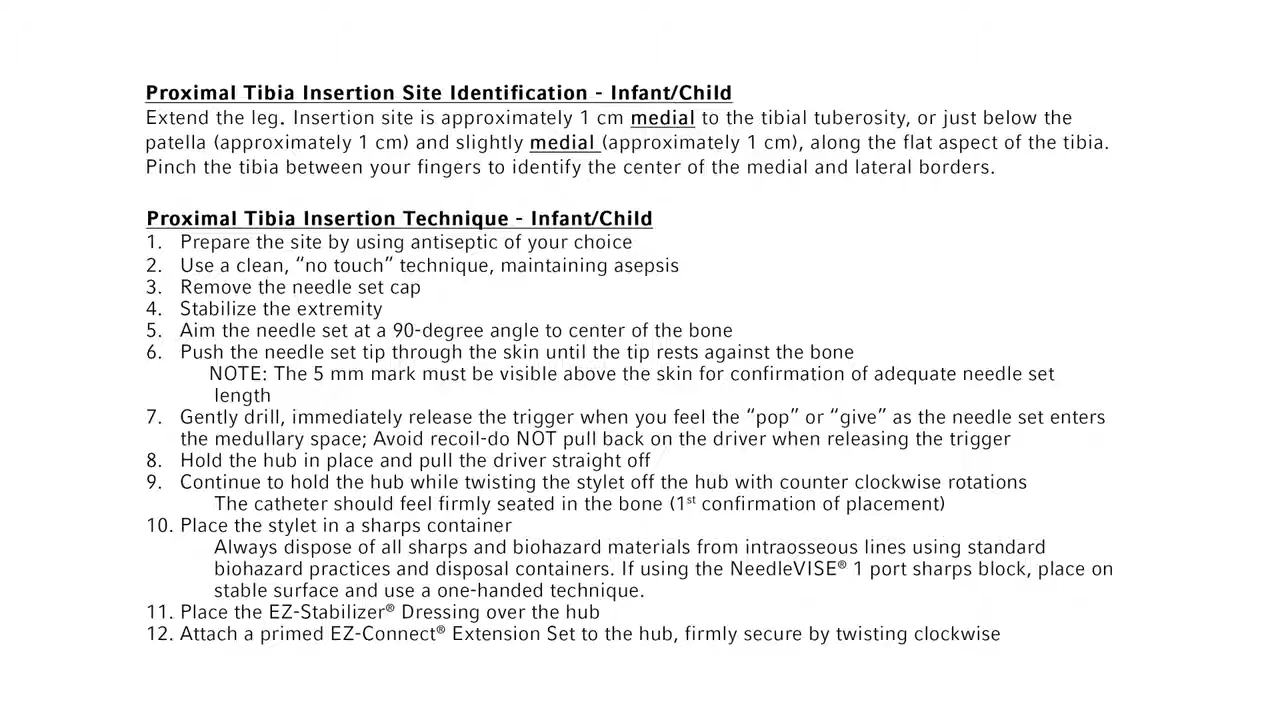 Proximal Tibia Insertion Site Identification - Infant/Child
Extend the leg. Insertion site is approximately 1 cm medial to the tibial tuberosity, or just below the
patella (approximately 1 cm) and slightly medial (approximately 1 cm), along the flat aspect of the tibia.
Pinch the tibia between your fingers to identify the center of the medial and lateral borders.
Proximal Tibia Insertion Technique - Infant/Child
1. Prepare the site by using antiseptic of your choice
2. Use a clean, “no touch” technique, maintaining asepsis
3. Remove the needle set cap
4. Stabilize the extremity
5. Aim the needle set at a 90-degree angle to center of the bone
6. Push the needle set tip through the skin until the tip rests against the bone
NOTE: The 5 mm mark must be visible above the skin for confirmation of adequate needle set
length
7. Gently drill, immediately release the trigger when you feel the “pop” or “give” as the needle set enters
the medullary space; Avoid recoil-do NOT pull back on the driver when releasing the trigger
8. Hold the hub in place and pull the driver straight off
9. Continue to hold the hub while twisting the stylet off the hub with counter clockwise rotations
The catheter should feel firmly seated in the bone (1st confirmation of placement)
10. Place the stylet in a sharps container
Always dispose of all sharps and biohazard materials from intraosseous lines using standard
biohazard practices and disposal containers. If using the NeedleVISE® 1 port sharps block, place on
stable surface and use a one-handed technique.
11. Place the EZ-Stabilizer® Dressing over the hub
12. Attach a primed EZ-Connect® Extension Set to the hub, firmly secure by twisting clockwise